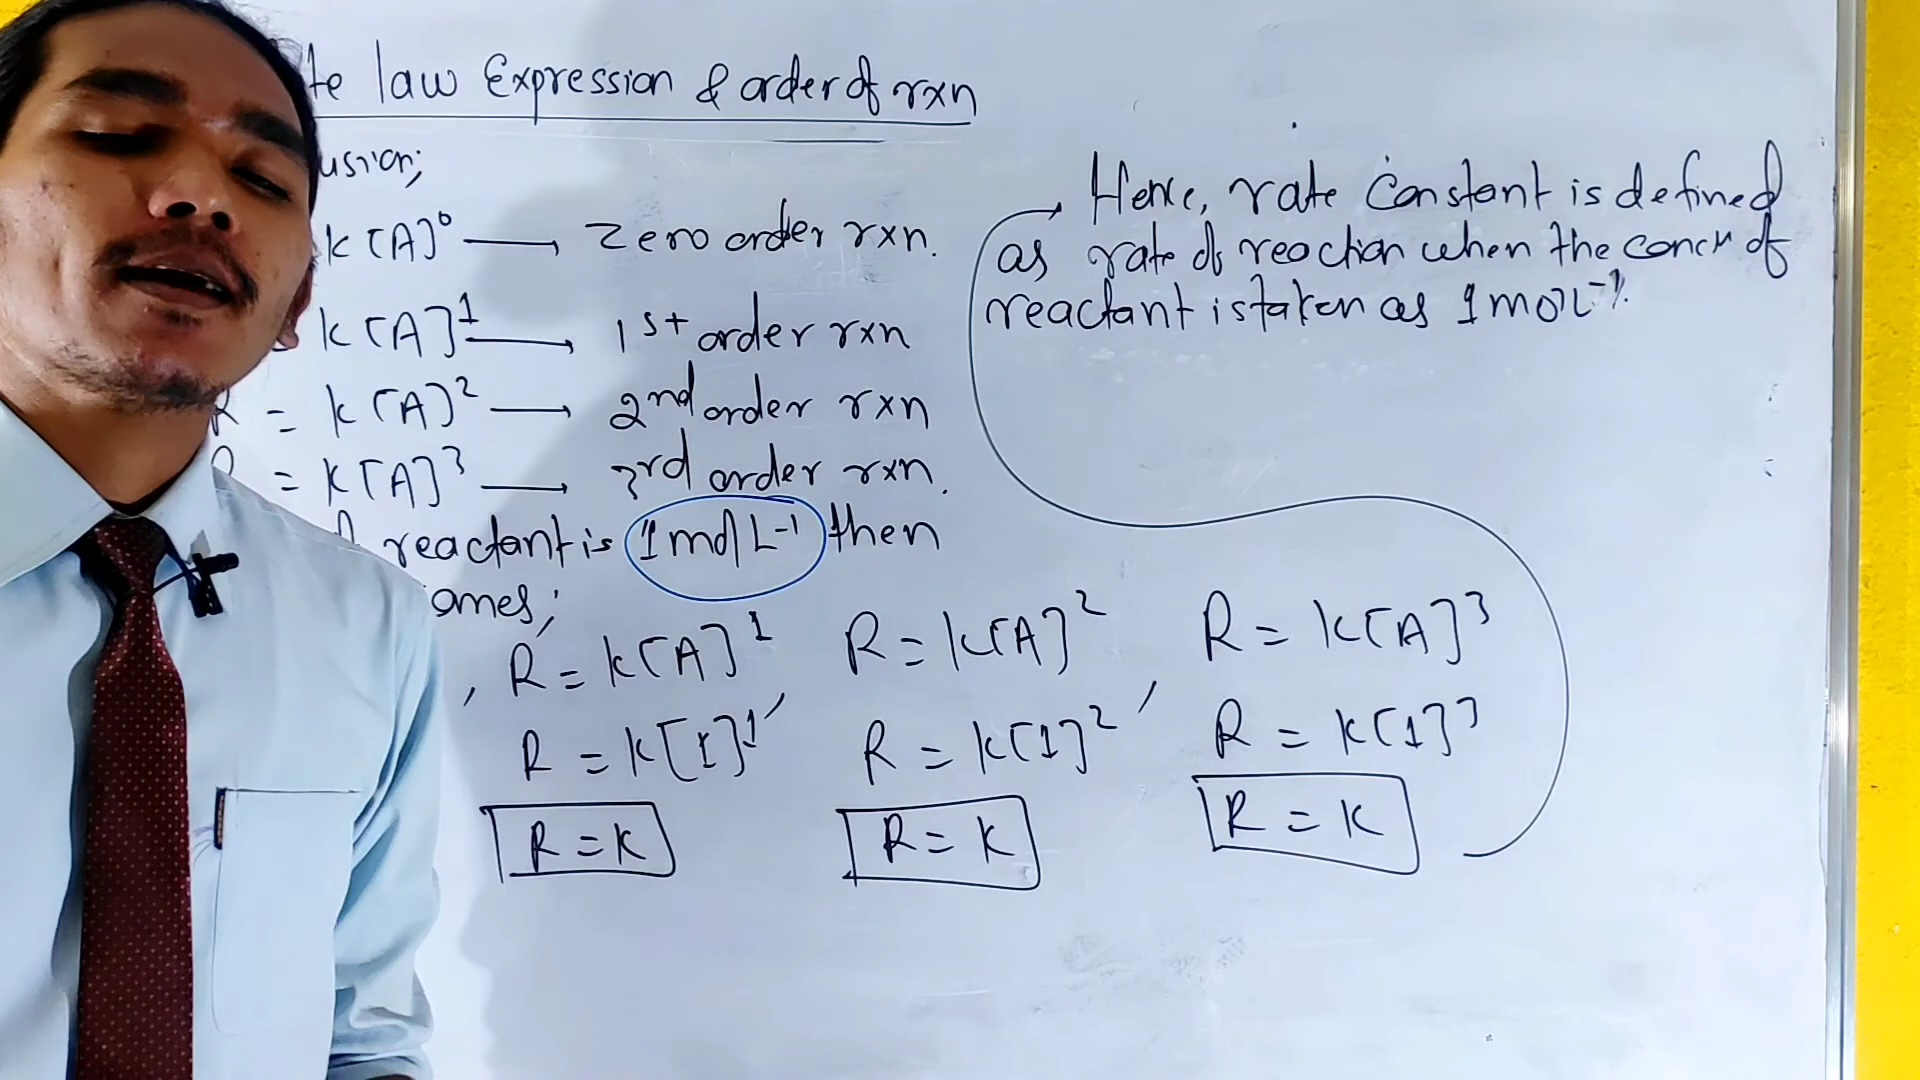 te law Expression & order of rxn
usion;
k[A]⁰ → Zero order rxn.
k[A]¹ → 1st order rxn
R = k[A]² → 2nd order rxn
R = k[A]³ → 3rd order rxn.
reactant is 1 mol L⁻¹ then
omes;
, R = k[A]¹ R = k[A]² R = k[A]³
R = k[1]¹, R = k[1]², R = k[1]³
R = k R = k R = k
Hence, rate constant is defined
as rate of reaction when the concⁿ of
reactant is taken as 1 mol L⁻¹.